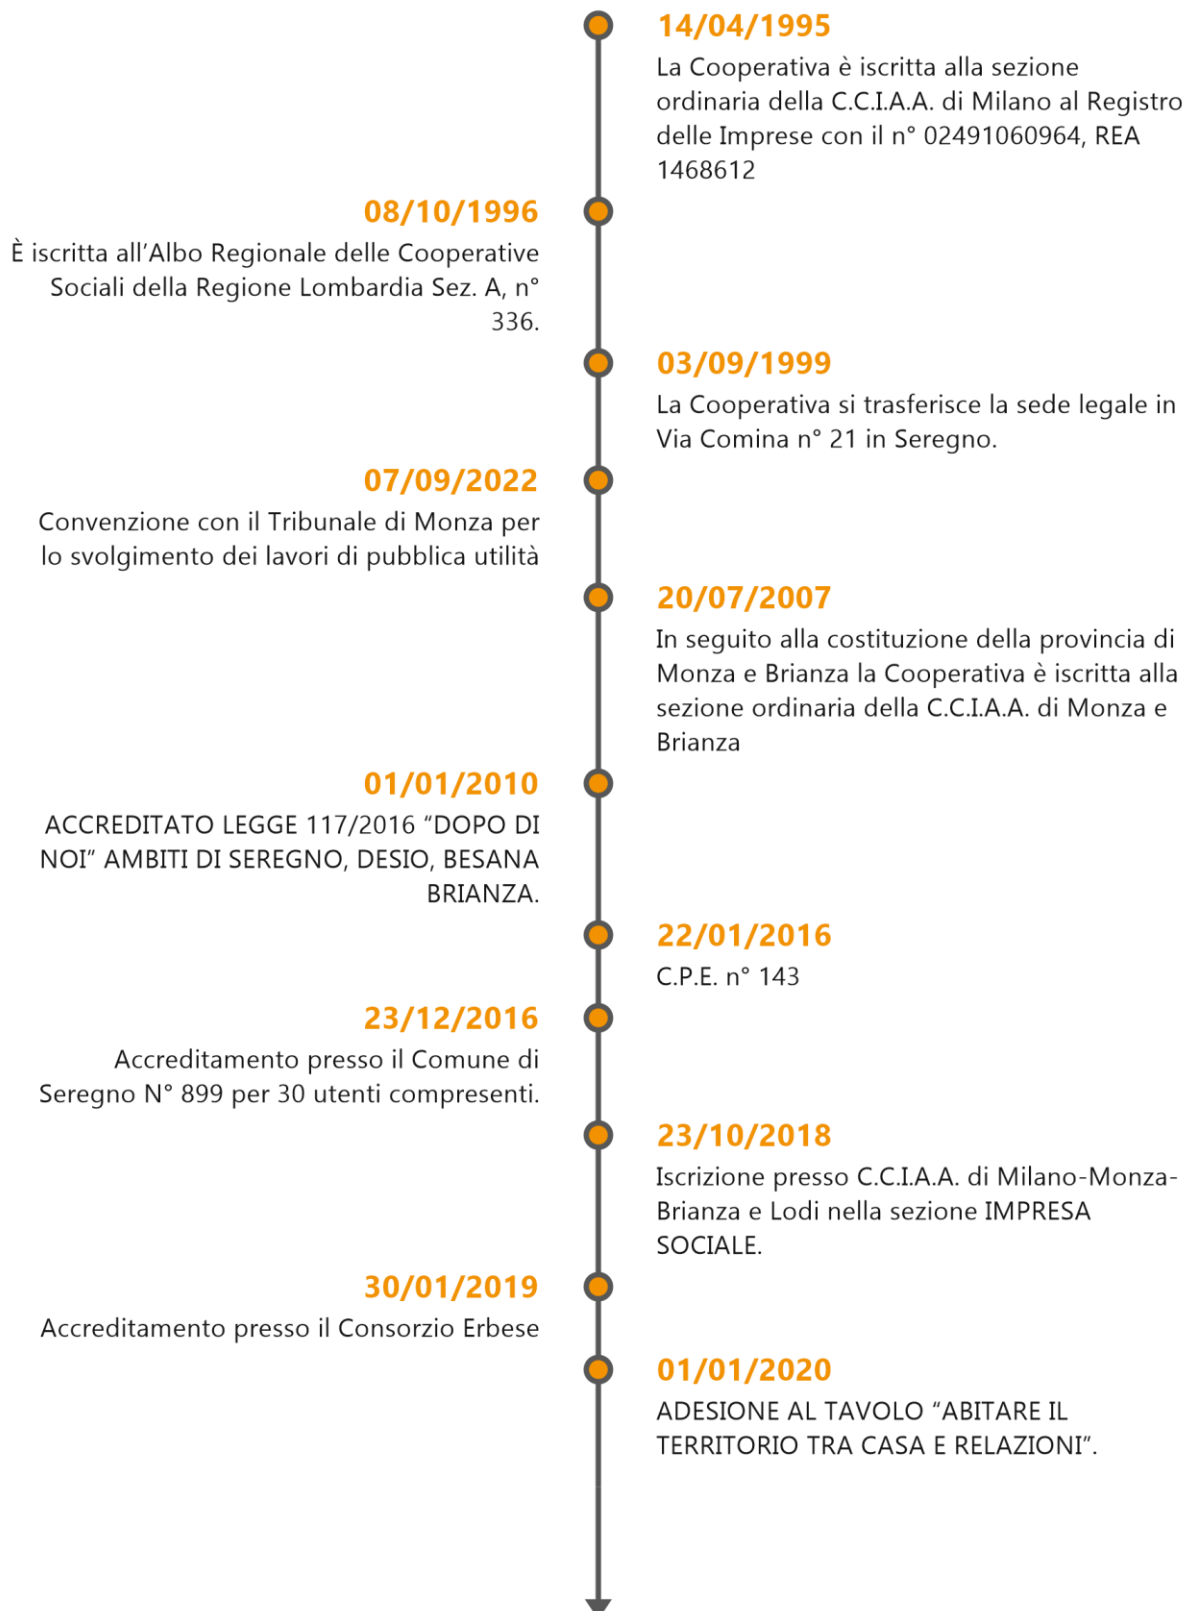 14/04/1995
La Cooperativa è iscritta alla sezione
ordinaria della C.C.I.A.A. di Milano al Registro
delle Imprese con il n° 02491060964, REA
1468612
08/10/1996
È iscritta all’Albo Regionale delle Cooperative
Sociali della Regione Lombardia Sez. A, n°
336.
03/09/1999
La Cooperativa si trasferisce la sede legale in
Via Comina n° 21 in Seregno.
07/09/2022
Convenzione con il Tribunale di Monza per
lo svolgimento dei lavori di pubblica utilità
20/07/2007
In seguito alla costituzione della provincia di
Monza e Brianza la Cooperativa è iscritta alla
sezione ordinaria della C.C.I.A.A. di Monza e
Brianza
01/01/2010
ACCREDITATO LEGGE 117/2016 “DOPO DI
NOI” AMBITI DI SEREGNO, DESIO, BESANA
BRIANZA.
22/01/2016
C.P.E. n° 143
23/12/2016
Accreditamento presso il Comune di
Seregno N° 899 per 30 utenti compresenti.
23/10/2018
Iscrizione presso C.C.I.A.A. di Milano-Monza-
Brianza e Lodi nella sezione IMPRESA
SOCIALE.
30/01/2019
Accreditamento presso il Consorzio Erbese
01/01/2020
ADESIONE AL TAVOLO “ABITARE IL
TERRITORIO TRA CASA E RELAZIONI”.